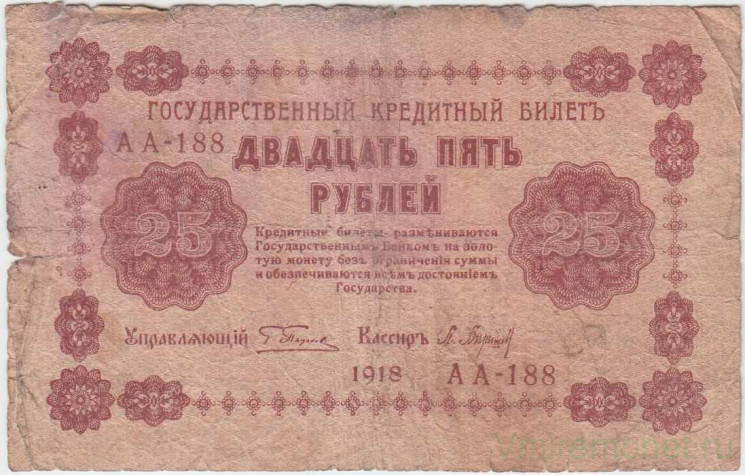 ГОСУДАРСТВЕННЫЙ КРЕДИТНЫЙ БИЛЕТЪ
АА-188
ДВАДЦАТЬ ПЯТЬ
РУБЛЕЙ
25
25
Кредитные билеты размѣниваются
Государственнымъ Банкомъ на золо-
тую монету безъ ограниченія суммы
и обезпечиваются всѣмъ достояніемъ
Государства.
Управляющій
Кассиръ
1918 АА-188